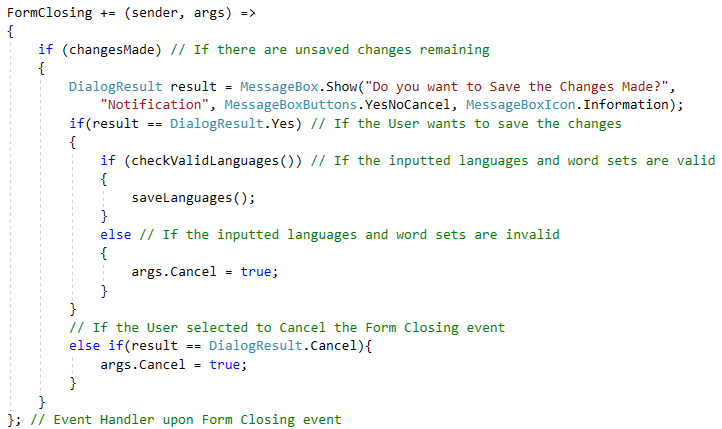 FormClosing += (sender, args) =>
{
    if (changesMade) // If there are unsaved changes remaining
    {
        DialogResult result = MessageBox.Show("Do you want to Save the Changes Made?",
            "Notification", MessageBoxButtons.YesNoCancel, MessageBoxIcon.Information);
        if(result == DialogResult.Yes) // If the User wants to save the changes
        {
            if (checkValidLanguages()) // If the inputted languages and word sets are valid
            {
                saveLanguages();
            }
            else // If the inputted languages and word sets are invalid
            {
                args.Cancel = true;
            }
        }
        // If the User selected to Cancel the Form Closing event
        else if(result == DialogResult.Cancel){
            args.Cancel = true;
        }
    }
}; // Event Handler upon Form Closing event